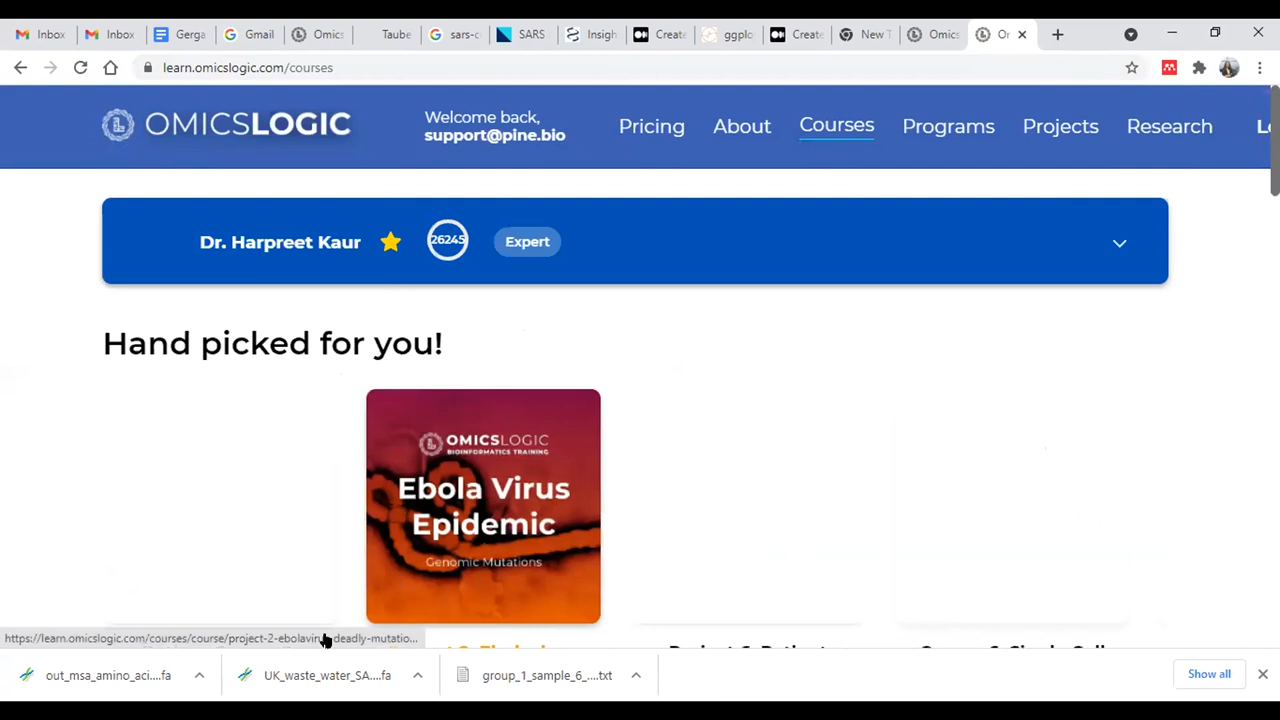 Inbox Inbox Gerga Gmail Omics Taube sars-c SARS Insigh Create ggplo Create New T Omics Or
learn.omicslogic.com/courses
OMICSLOGIC
Welcome back,
support@pine.bio
Pricing About Courses Programs Projects Research
Dr. Harpreet Kaur 26245 Expert
Hand picked for you!
OMICSLOGIC
BIOINFORMATICS TRAINING
Ebola Virus
Epidemic
Genomic Mutations
https://learn.omicslogic.com/courses/course/project-2-ebolavirus-deadly-mutatio...
out_msa_amino_aci....fa UK_waste_water_SA....fa group_1_sample_6_....txt Show all